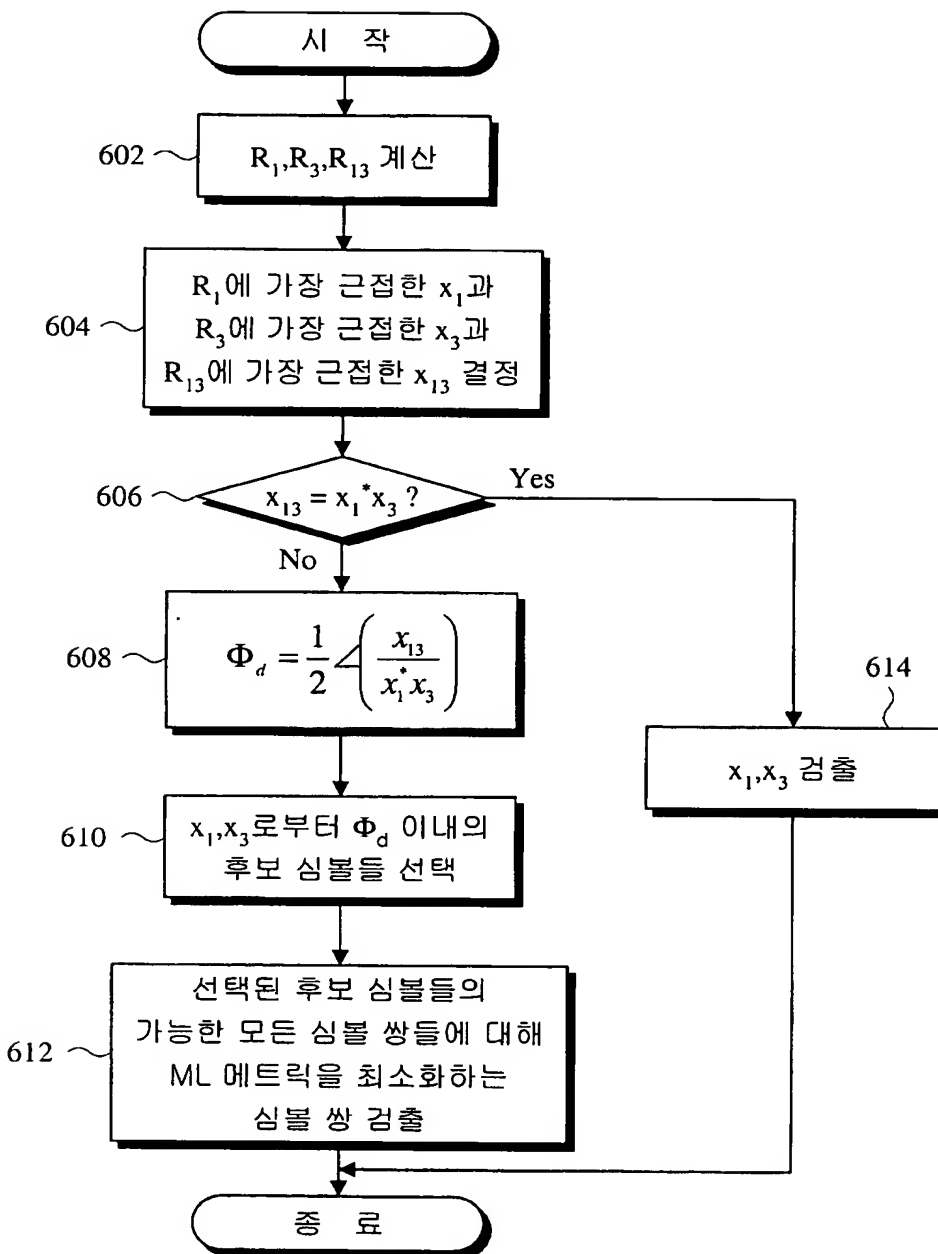 시 작
602
R₁,R₃,R₁₃ 계산
604
R₁에 가장 근접한 x₁과
R₃에 가장 근접한 x₃과
R₁₃에 가장 근접한 x₁₃ 결정
606
x₁₃ = x₁*x₃ ?
Yes
No
608
Φ_d = 1/2 ∠(x₁₃ / x₁*x₃)
614
x₁,x₃ 검출
610
x₁,x₃로부터 Φ_d 이내의
후보 심볼들 선택
612
선택된 후보 심볼들의
가능한 모든 심볼 쌍들에 대해
ML 메트릭을 최소화하는
심볼 쌍 검출
종 료